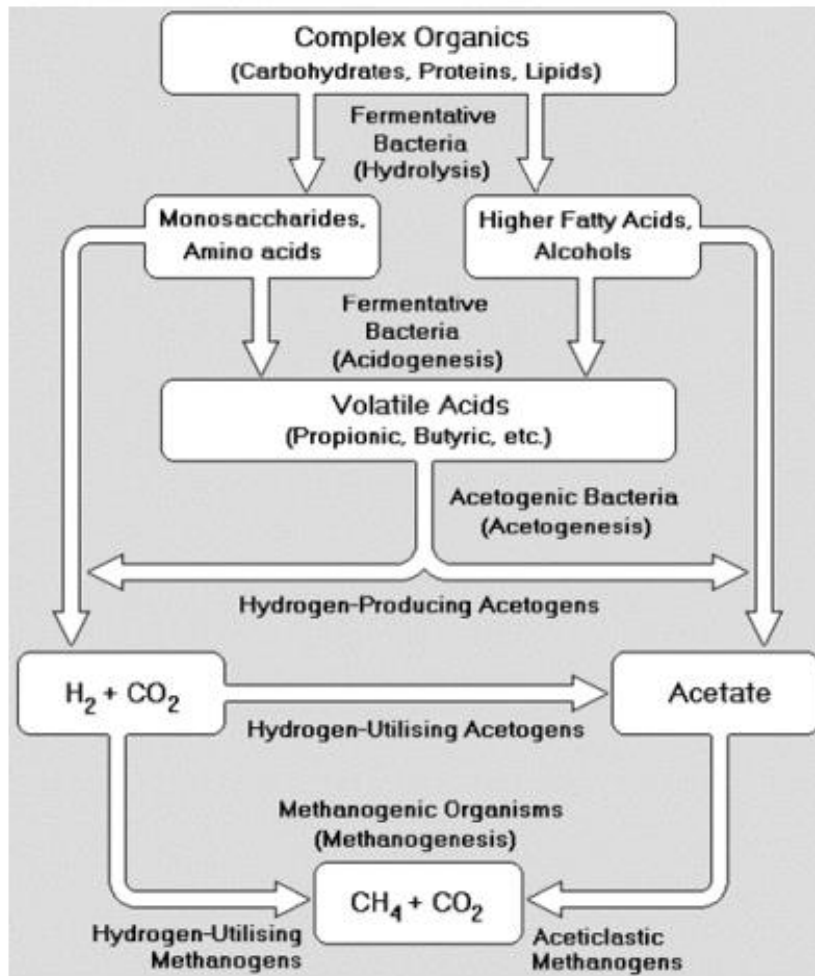 Complex Organics
(Carbohydrates, Proteins, Lipids)
Fermentative
Bacteria
(Hydrolysis)
Monosaccharides,
Amino acids
Higher Fatty Acids,
Alcohols
Fermentative
Bacteria
(Acidogenesis)
Volatile Acids
(Propionic, Butyric, etc.)
Acetogenic Bacteria
(Acetogenesis)
Hydrogen-Producing Acetogens
H₂ + CO₂
Acetate
Hydrogen-Utilising Acetogens
Methanogenic Organisms
(Methanogenesis)
CH₄ + CO₂
Hydrogen-Utilising
Methanogens
Aceticlastic
Methanogens